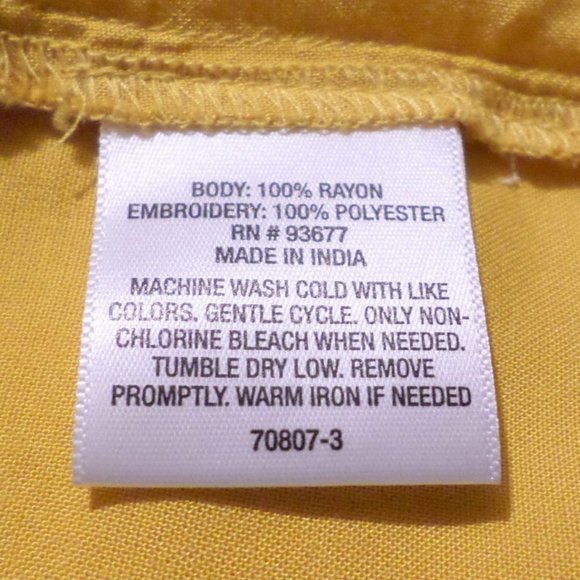 BODY: 100% RAYON
EMBROIDERY: 100% POLYESTER
RN # 93677
MADE IN INDIA
MACHINE WASH COLD WITH LIKE
COLORS. GENTLE CYCLE. ONLY NON-
CHLORINE BLEACH WHEN NEEDED.
TUMBLE DRY LOW. REMOVE
PROMPTLY. WARM IRON IF NEEDED
70807-3